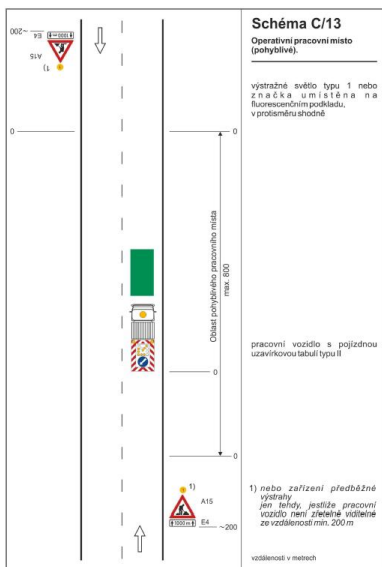 Schéma C/13
Operativní pracovní místo
(pohyblivé).
výstražné světlo typu 1 nebo
značka umístěna na
fluorescenčním podkladu,
v protisměru shodně
~200
E4
1000 m
A15
1)
0
0
Oblast pohyblivého pracovního místa
max. 800
pracovní vozidlo s pojízdnou
uzavírkovou tabulí typu II
0
0
1)
A15
1000 m
E4
~200
1) nebo zařízení předběžné
výstrahy
jen tehdy, jestliže pracovní
vozidlo není zřetelně viditelné
ze vzdálenosti min. 200 m
vzdálenosti v metrech